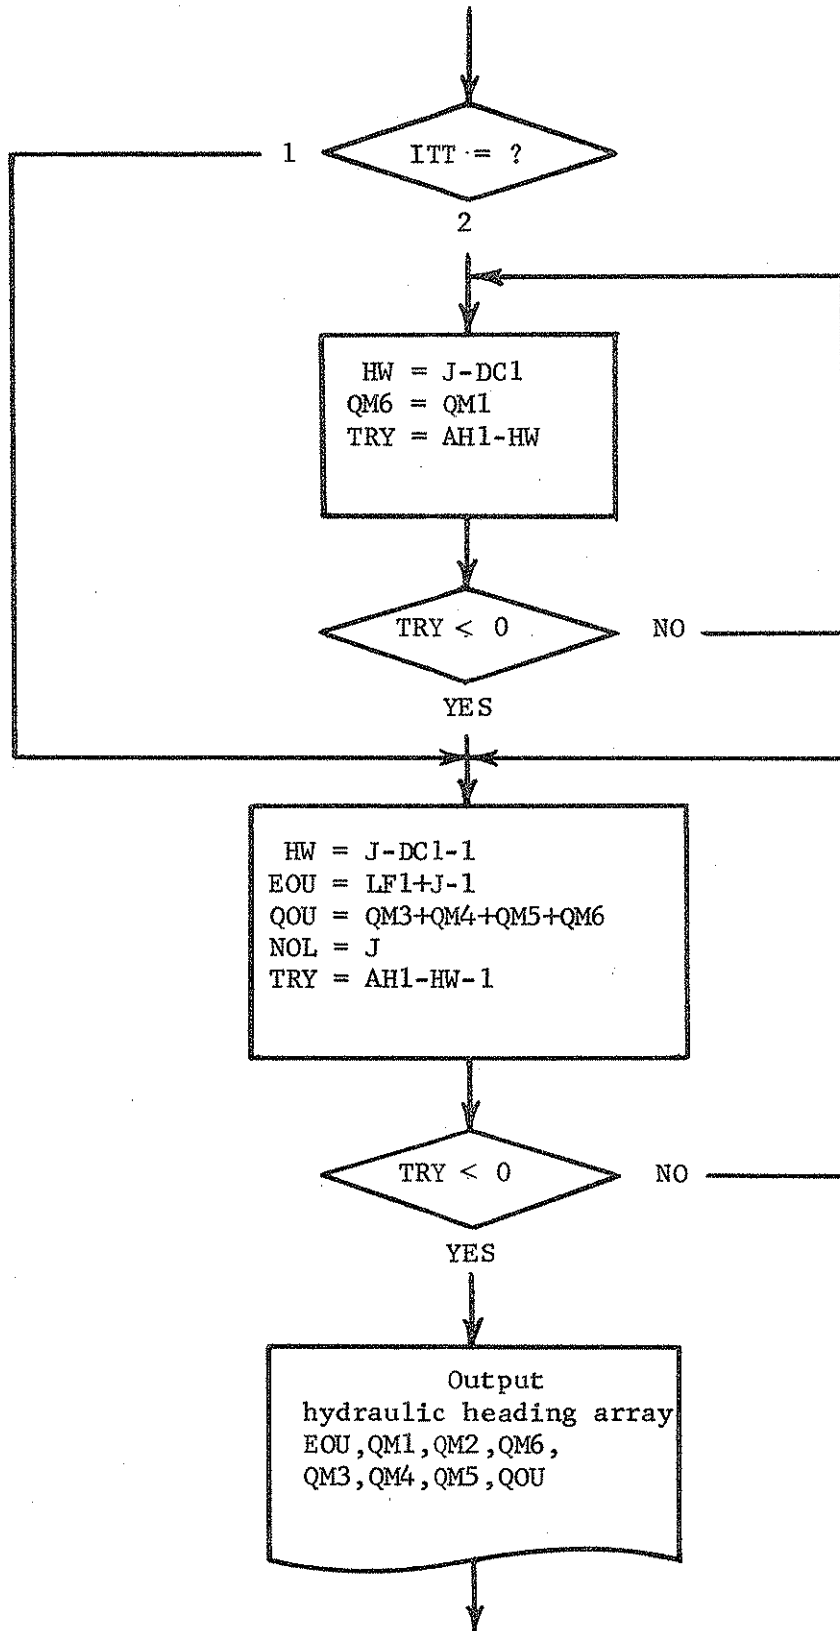 ITT = ?
1
2
HW = J-DC1
QM6 = QM1
TRY = AH1-HW
TRY < 0
NO
YES
HW = J-DC1-1
EOU = LF1+J-1
QOU = QM3+QM4+QM5+QM6
NOL = J
TRY = AH1-HW-1
TRY < 0
NO
YES
Output
hydraulic heading array
EOU,QM1,QM2,QM6,
QM3,QM4,QM5,QOU